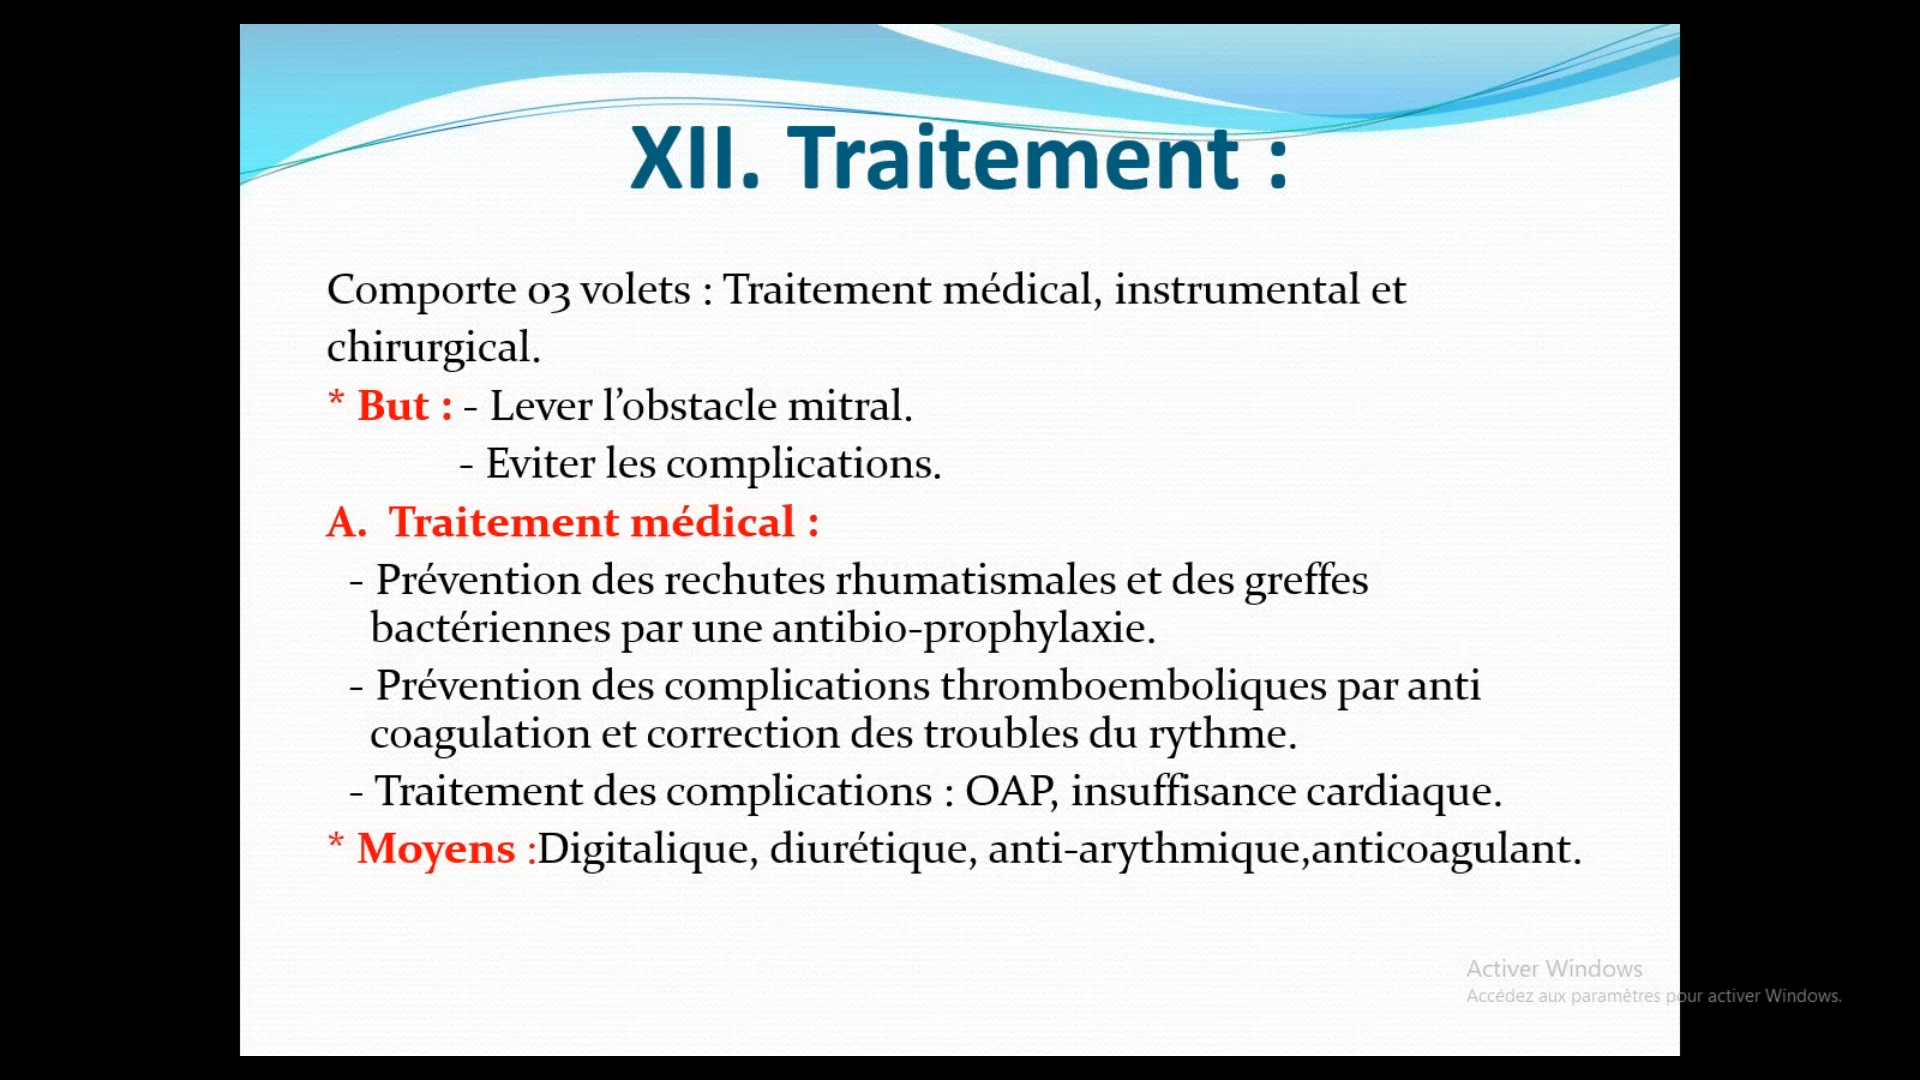 XII. Traitement :
Comporte 03 volets : Traitement médical, instrumental et
chirurgical.
* But : - Lever l’obstacle mitral.
- Eviter les complications.
A. Traitement médical :
- Prévention des rechutes rhumatismales et des greffes
bactériennes par une antibio-prophylaxie.
- Prévention des complications thromboemboliques par anti
coagulation et correction des troubles du rythme.
- Traitement des complications : OAP, insuffisance cardiaque.
* Moyens :Digitalique, diurétique, anti-arythmique,anticoagulant.
Activer Windows
Accédez aux paramètres pour activer Windows.